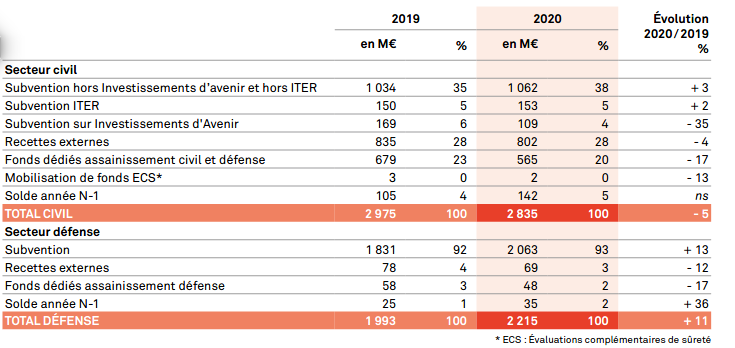 2019 2020 Évolution
2020/2019
en M€ % en M€ % %
Secteur civil
Subvention hors Investissements d'avenir et hors ITER 1 034 35 1 062 38 + 3
Subvention ITER 150 5 153 5 + 2
Subvention sur Investissements d'Avenir 169 6 109 4 - 35
Recettes externes 835 28 802 28 - 4
Fonds dédiés assainissement civil et défense 679 23 565 20 - 17
Mobilisation de fonds ECS* 3 0 2 0 - 13
Solde année N-1 105 4 142 5 ns
TOTAL CIVIL 2 975 100 2 835 100 - 5
Secteur défense
Subvention 1 831 92 2 063 93 + 13
Recettes externes 78 4 69 3 - 12
Fonds dédiés assainissement défense 58 3 48 2 - 17
Solde année N-1 25 1 35 2 + 36
TOTAL DÉFENSE 1 993 100 2 215 100 + 11
* ECS : Évaluations complémentaires de sûreté